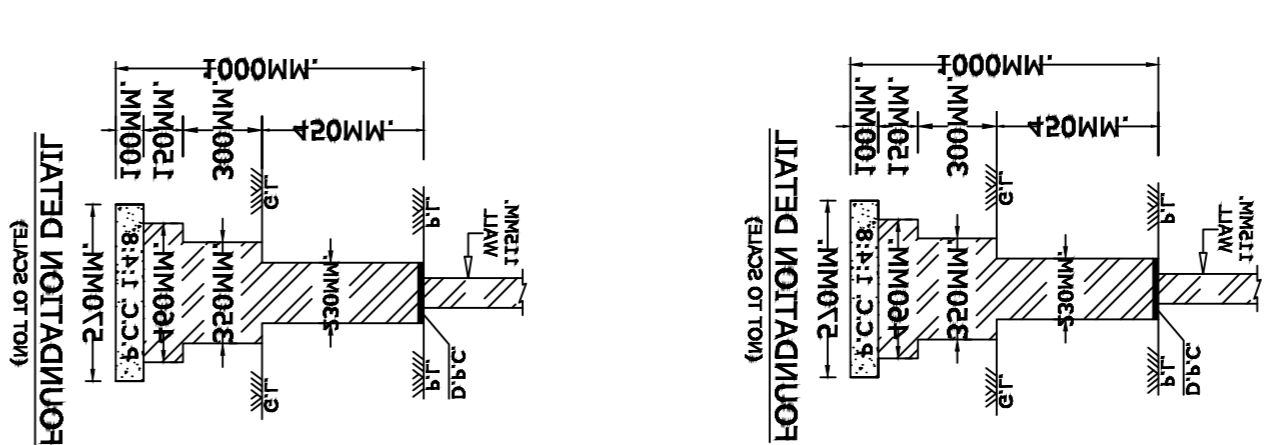 1000MM.
100MM.
150MM.
300MM.
450MM.
G.L.
P.L.
WALL
115MM.
570MM.
P.C.C. 1:4:8
460MM.
350MM.
230MM.
G.L.
P.L.
D.P.C.
FOUNDATION DETAIL
(NOT TO SCALE)
1000MM.
100MM.
150MM.
300MM.
450MM.
G.L.
P.L.
WALL
115MM.
570MM.
P.C.C. 1:4:8
460MM.
350MM.
230MM.
G.L.
P.L.
D.P.C.
FOUNDATION DETAIL
(NOT TO SCALE)